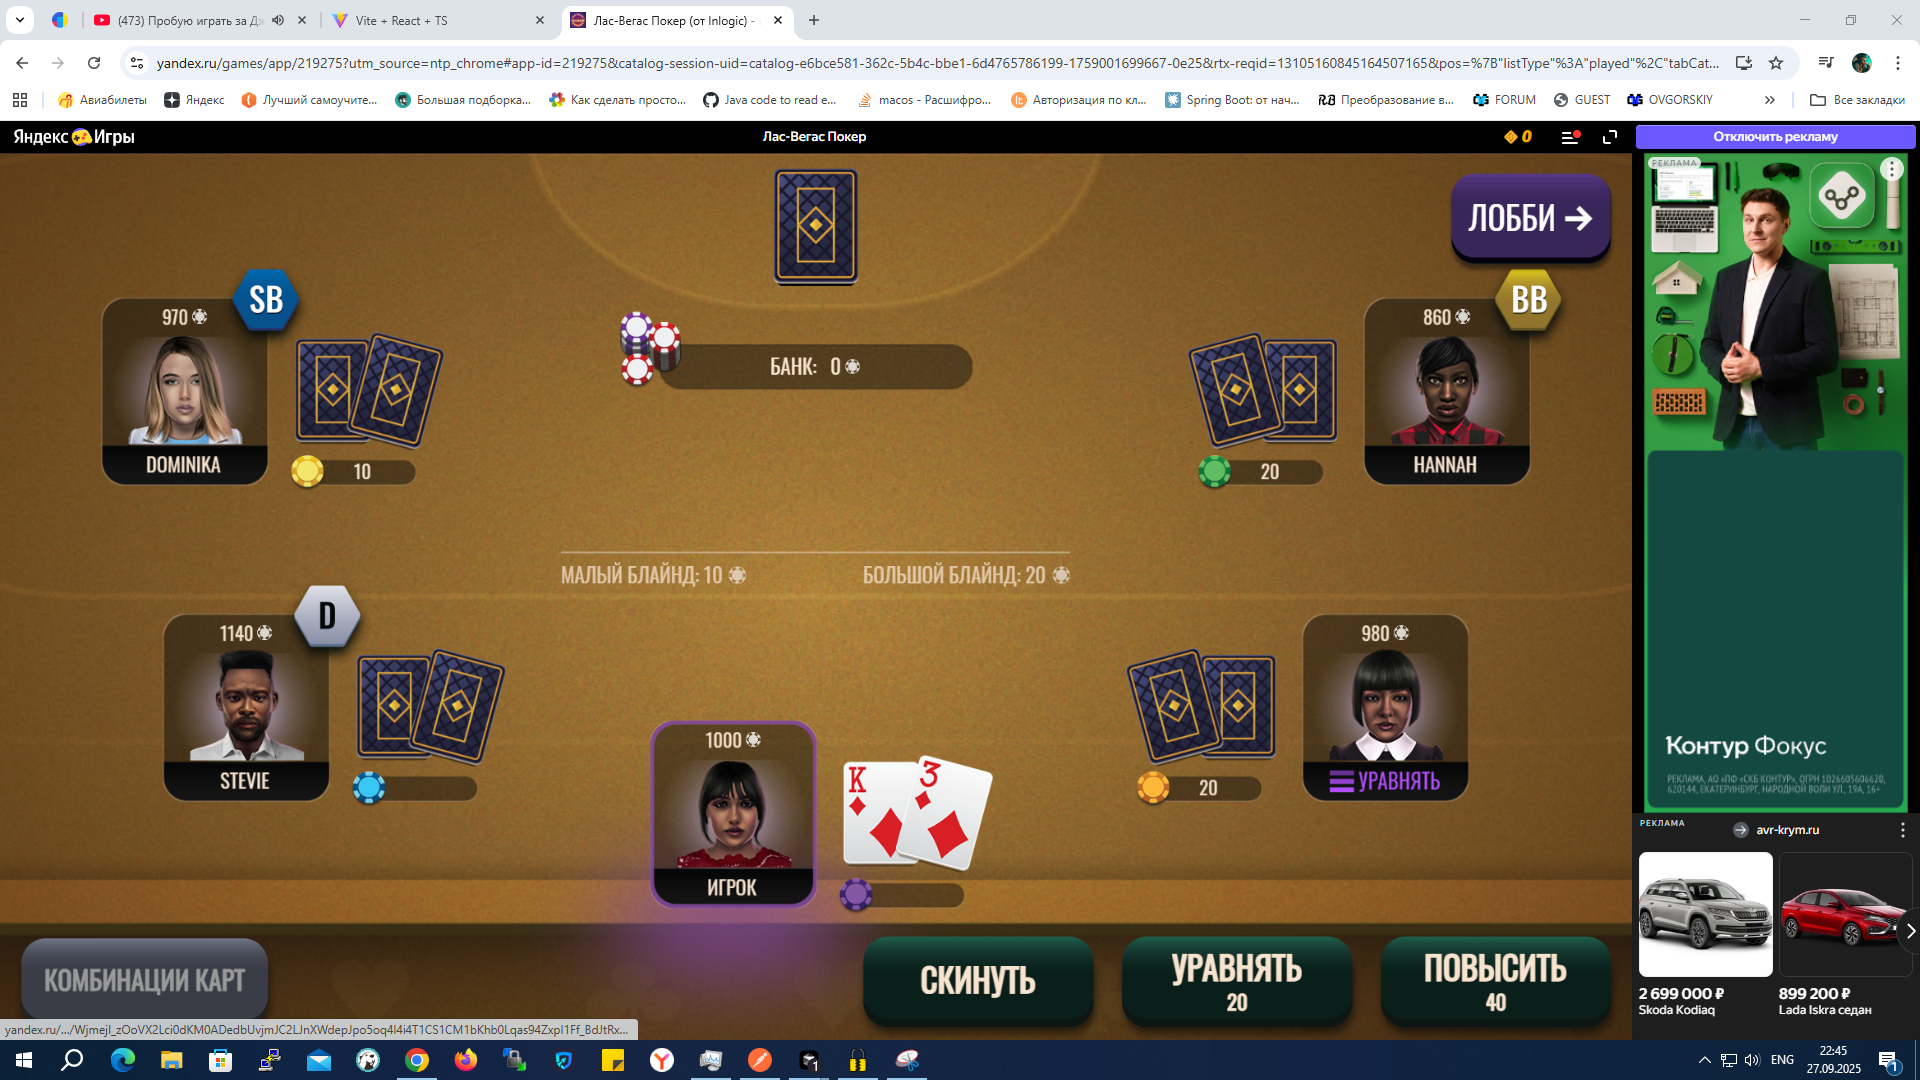 (473) Пробую играть за Дж
Vite + React + TS
Лас-Вегас Покер (от Inlogic) -
yandex.ru/games/app/219275?utm_source=ntp_chrome#app-id=219275&catalog-session-uid=catalog-e6bce581-362c-5b4c-bbe1-6d4765786199-1759001699667-0e25&rtx-reqid=13105160845164507165&pos=%7B"listType"%3A"played"%2C"tabCat...
Авиабилеты
Яндекс
Лучший самоучите...
Большая подборка...
Как сделать просто...
Java code to read e...
macos - Расшифро...
Авторизация по кл...
Spring Boot: от нач...
Преобразование в...
FORUM
GUEST
OVGORSKIY
Все закладки
Яндекс Игры
Лас-Вегас Покер
0
Отключить рекламу
РЕКЛАМА
ЛОББИ
SB
BB
970
860
БАНК: 0
DOMINIKA
HANNAH
10
20
МАЛЫЙ БЛАЙНД: 10
БОЛЬШОЙ БЛАЙНД: 20
D
1140
980
STEVIE
20
УРАВНЯТЬ
1000
K
3
ИГРОК
КОМБИНАЦИИ КАРТ
СКИНУТЬ
УРАВНЯТЬ
20
ПОВЫСИТЬ
40
Контур Фокус
РЕКЛАМА, АО «ПФ «СКБ КОНТУР», ОГРН 1026605606620,
620144, ЕКАТЕРИНБУРГ, НАРОДНОЙ ВОЛИ УЛ., 19А, 16+
РЕКЛАМА
avr-krym.ru
2 699 000 ₽
Skoda Kodiaq
899 200 ₽
Lada Iskra седан
ENG
22:45
27.09.2025
1